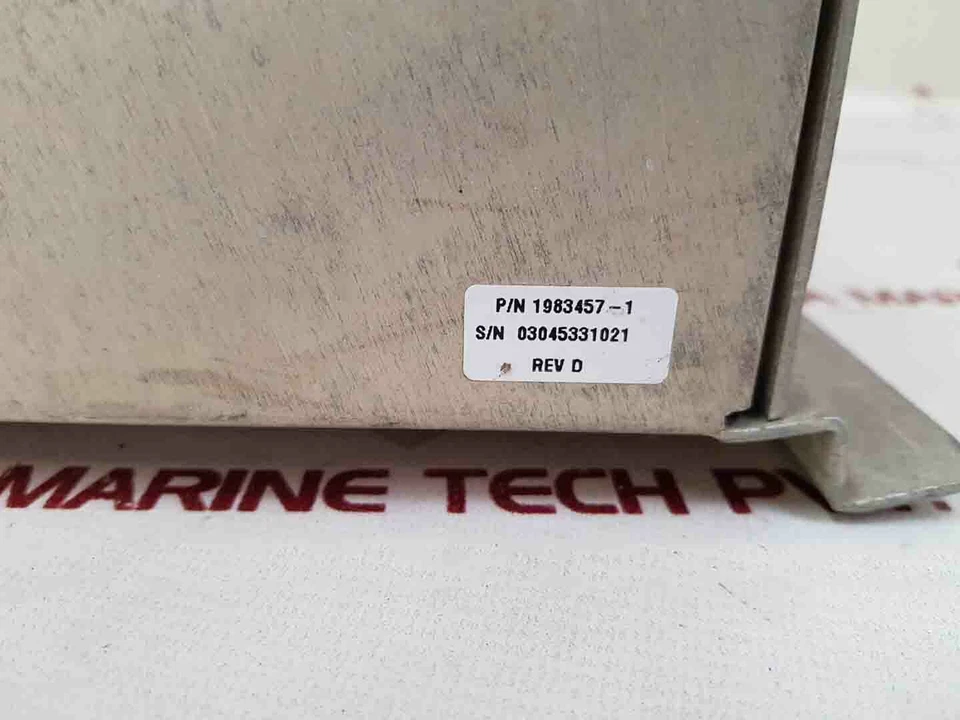 P/N 1983457-1
S/N 03045331021
REV D
MARINE TECH